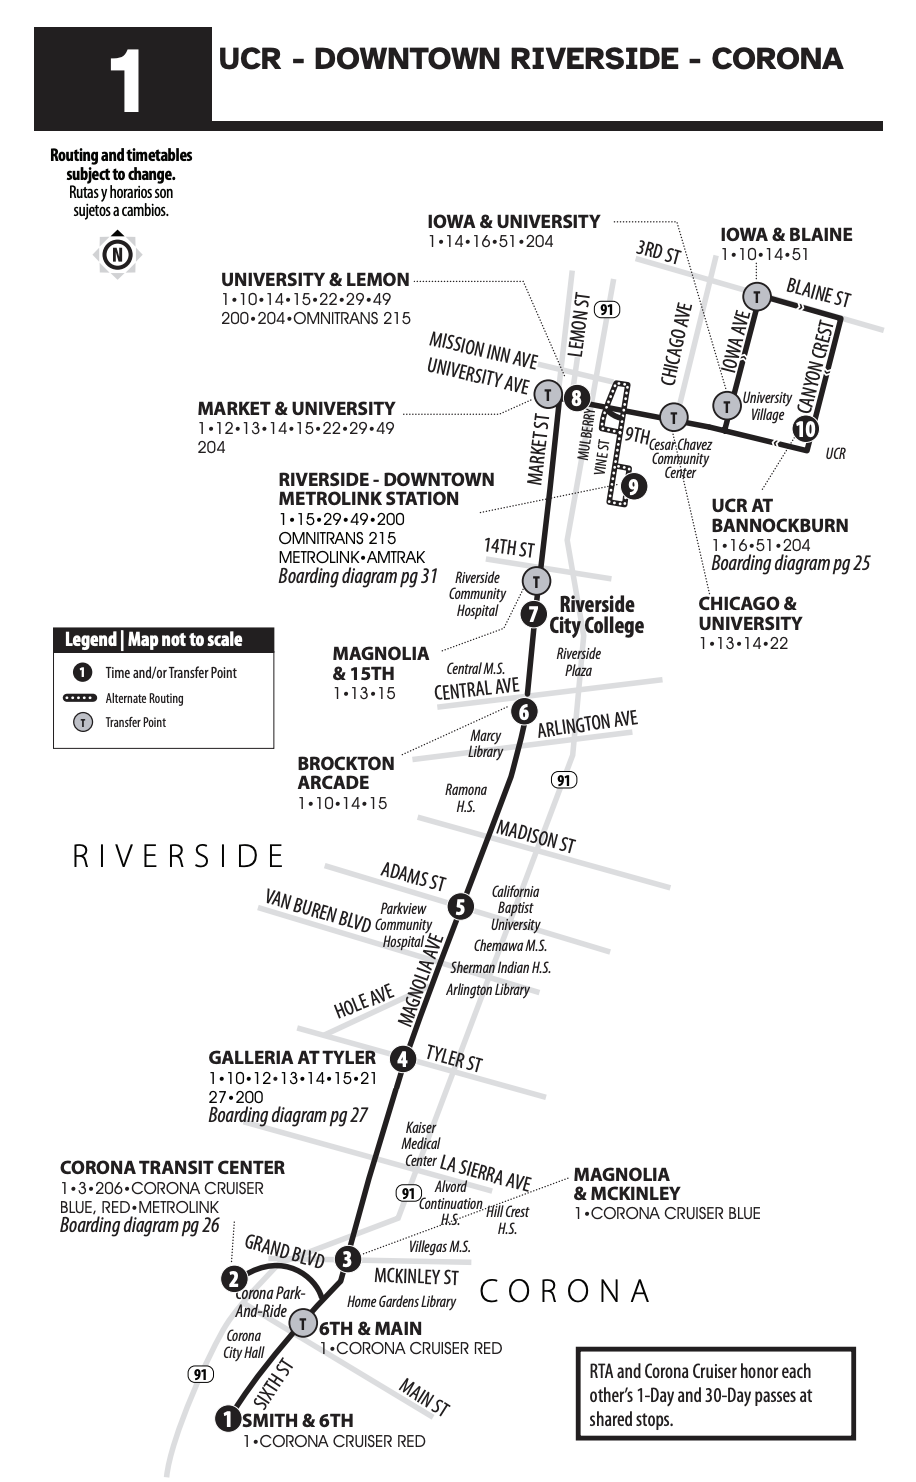 1
UCR - DOWNTOWN RIVERSIDE - CORONA
Routing and timetables
subject to change.
Rutas y horarios son
sujetos a cambios.
N
IOWA & UNIVERSITY
1•14•16•51•204
3RD ST
IOWA & BLAINE
1•10•14•51
UNIVERSITY & LEMON
1•10•14•15•22•29•49
200•204•OMNITRANS 215
LEMON ST
91
CHICAGO AVE
T
BLAINE ST
IOWA AVE
CANYON CREST
MISSION INN AVE
UNIVERSITY AVE
MARKET & UNIVERSITY
1•12•13•14•15•22•29•49
204
T
8
T
T
University
Village
10
UCR
MARKET ST
MULBERRY
VINE ST
9TH
Cesar Chavez
Community
Center
RIVERSIDE - DOWNTOWN
METROLINK STATION
1•15•29•49•200
OMNITRANS 215
METROLINK•AMTRAK
Boarding diagram pg 31
9
UCR AT
BANNOCKBURN
1•16•51•204
Boarding diagram pg 25
14TH ST
Riverside
Community
Hospital
T
7
Riverside
City College
CHICAGO &
UNIVERSITY
1•13•14•22
Legend | Map not to scale
1
Time and/or Transfer Point
Alternate Routing
T
Transfer Point
MAGNOLIA
& 15TH
1•13•15
Central M.S.
Riverside
Plaza
CENTRAL AVE
6
ARLINGTON AVE
Marcy
Library
BROCKTON
ARCADE
1•10•14•15
91
Ramona
H.S.
MADISON ST
RIVERSIDE
ADAMS ST
VAN BUREN BLVD
5
Parkview
Community
Hospital
California
Baptist
University
Chemawa M.S.
Sherman Indian H.S.
Arlington Library
MAGNOLIA AVE
HOLE AVE
GALLERIA AT TYLER
1•10•12•13•14•15•21
27•200
Boarding diagram pg 27
4
TYLER ST
Kaiser
Medical
Center
LA SIERRA AVE
CORONA TRANSIT CENTER
1•3•206•CORONA CRUISER
BLUE, RED•METROLINK
Boarding diagram pg 26
91
Alvord
Continuation
H.S.
Hill Crest
H.S.
MAGNOLIA
& MCKINLEY
1•CORONA CRUISER BLUE
GRAND BLVD
3
Villegas M.S.
2
MCKINLEY ST
CORONA
Corona Park-
And-Ride
Home Gardens Library
T
6TH & MAIN
1•CORONA CRUISER RED
Corona
City Hall
91
SIXTH ST
MAIN ST
RTA and Corona Cruiser honor each
other's 1-Day and 30-Day passes at
shared stops.
1
SMITH & 6TH
1•CORONA CRUISER RED